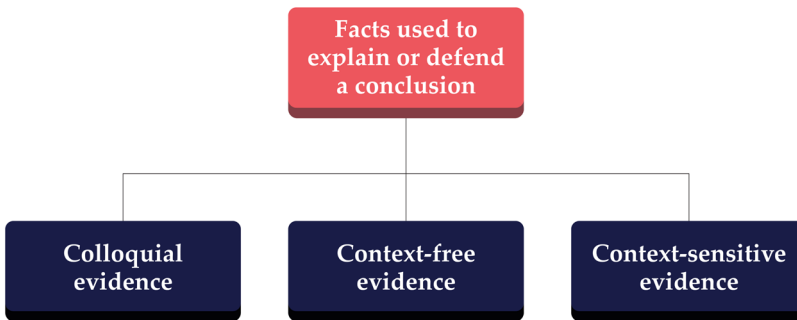 Facts used to
explain or defend
a conclusion
Colloquial
evidence
Context-free
evidence
Context-sensitive
evidence